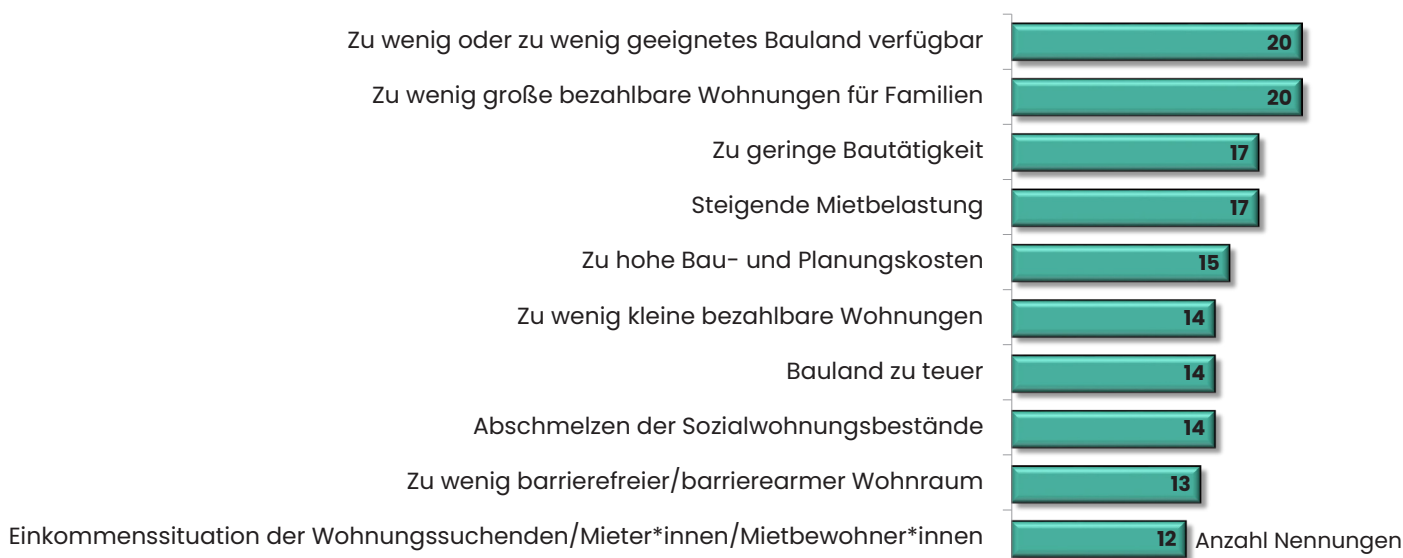 Zu wenig oder zu wenig geeignetes Bauland verfügbar 20
Zu wenig große bezahlbare Wohnungen für Familien 20
Zu geringe Bautätigkeit 17
Steigende Mietbelastung 17
Zu hohe Bau- und Planungskosten 15
Zu wenig kleine bezahlbare Wohnungen 14
Bauland zu teuer 14
Abschmelzen der Sozialwohnungsbestände 14
Zu wenig barrierefreier/barrierearmer Wohnraum 13
Einkommenssituation der Wohnungssuchenden/Mieter*innen/Mietbewohner*innen 12 Anzahl Nennungen